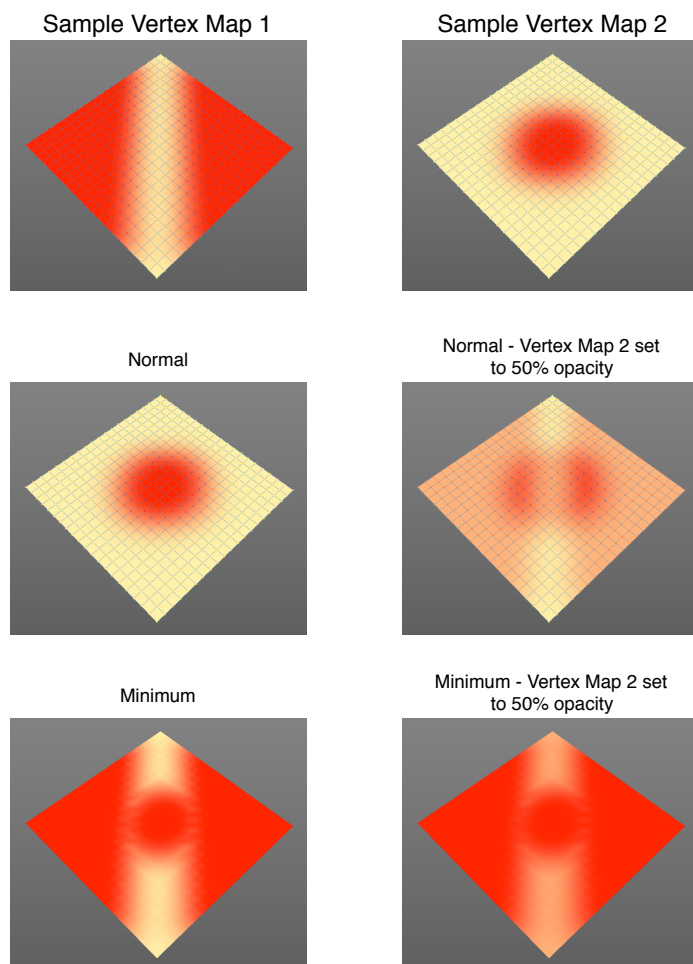 Sample Vertex Map 1
Sample Vertex Map 2
Normal
Normal - Vertex Map 2 set
to 50% opacity
Minimum
Minimum - Vertex Map 2 set
to 50% opacity